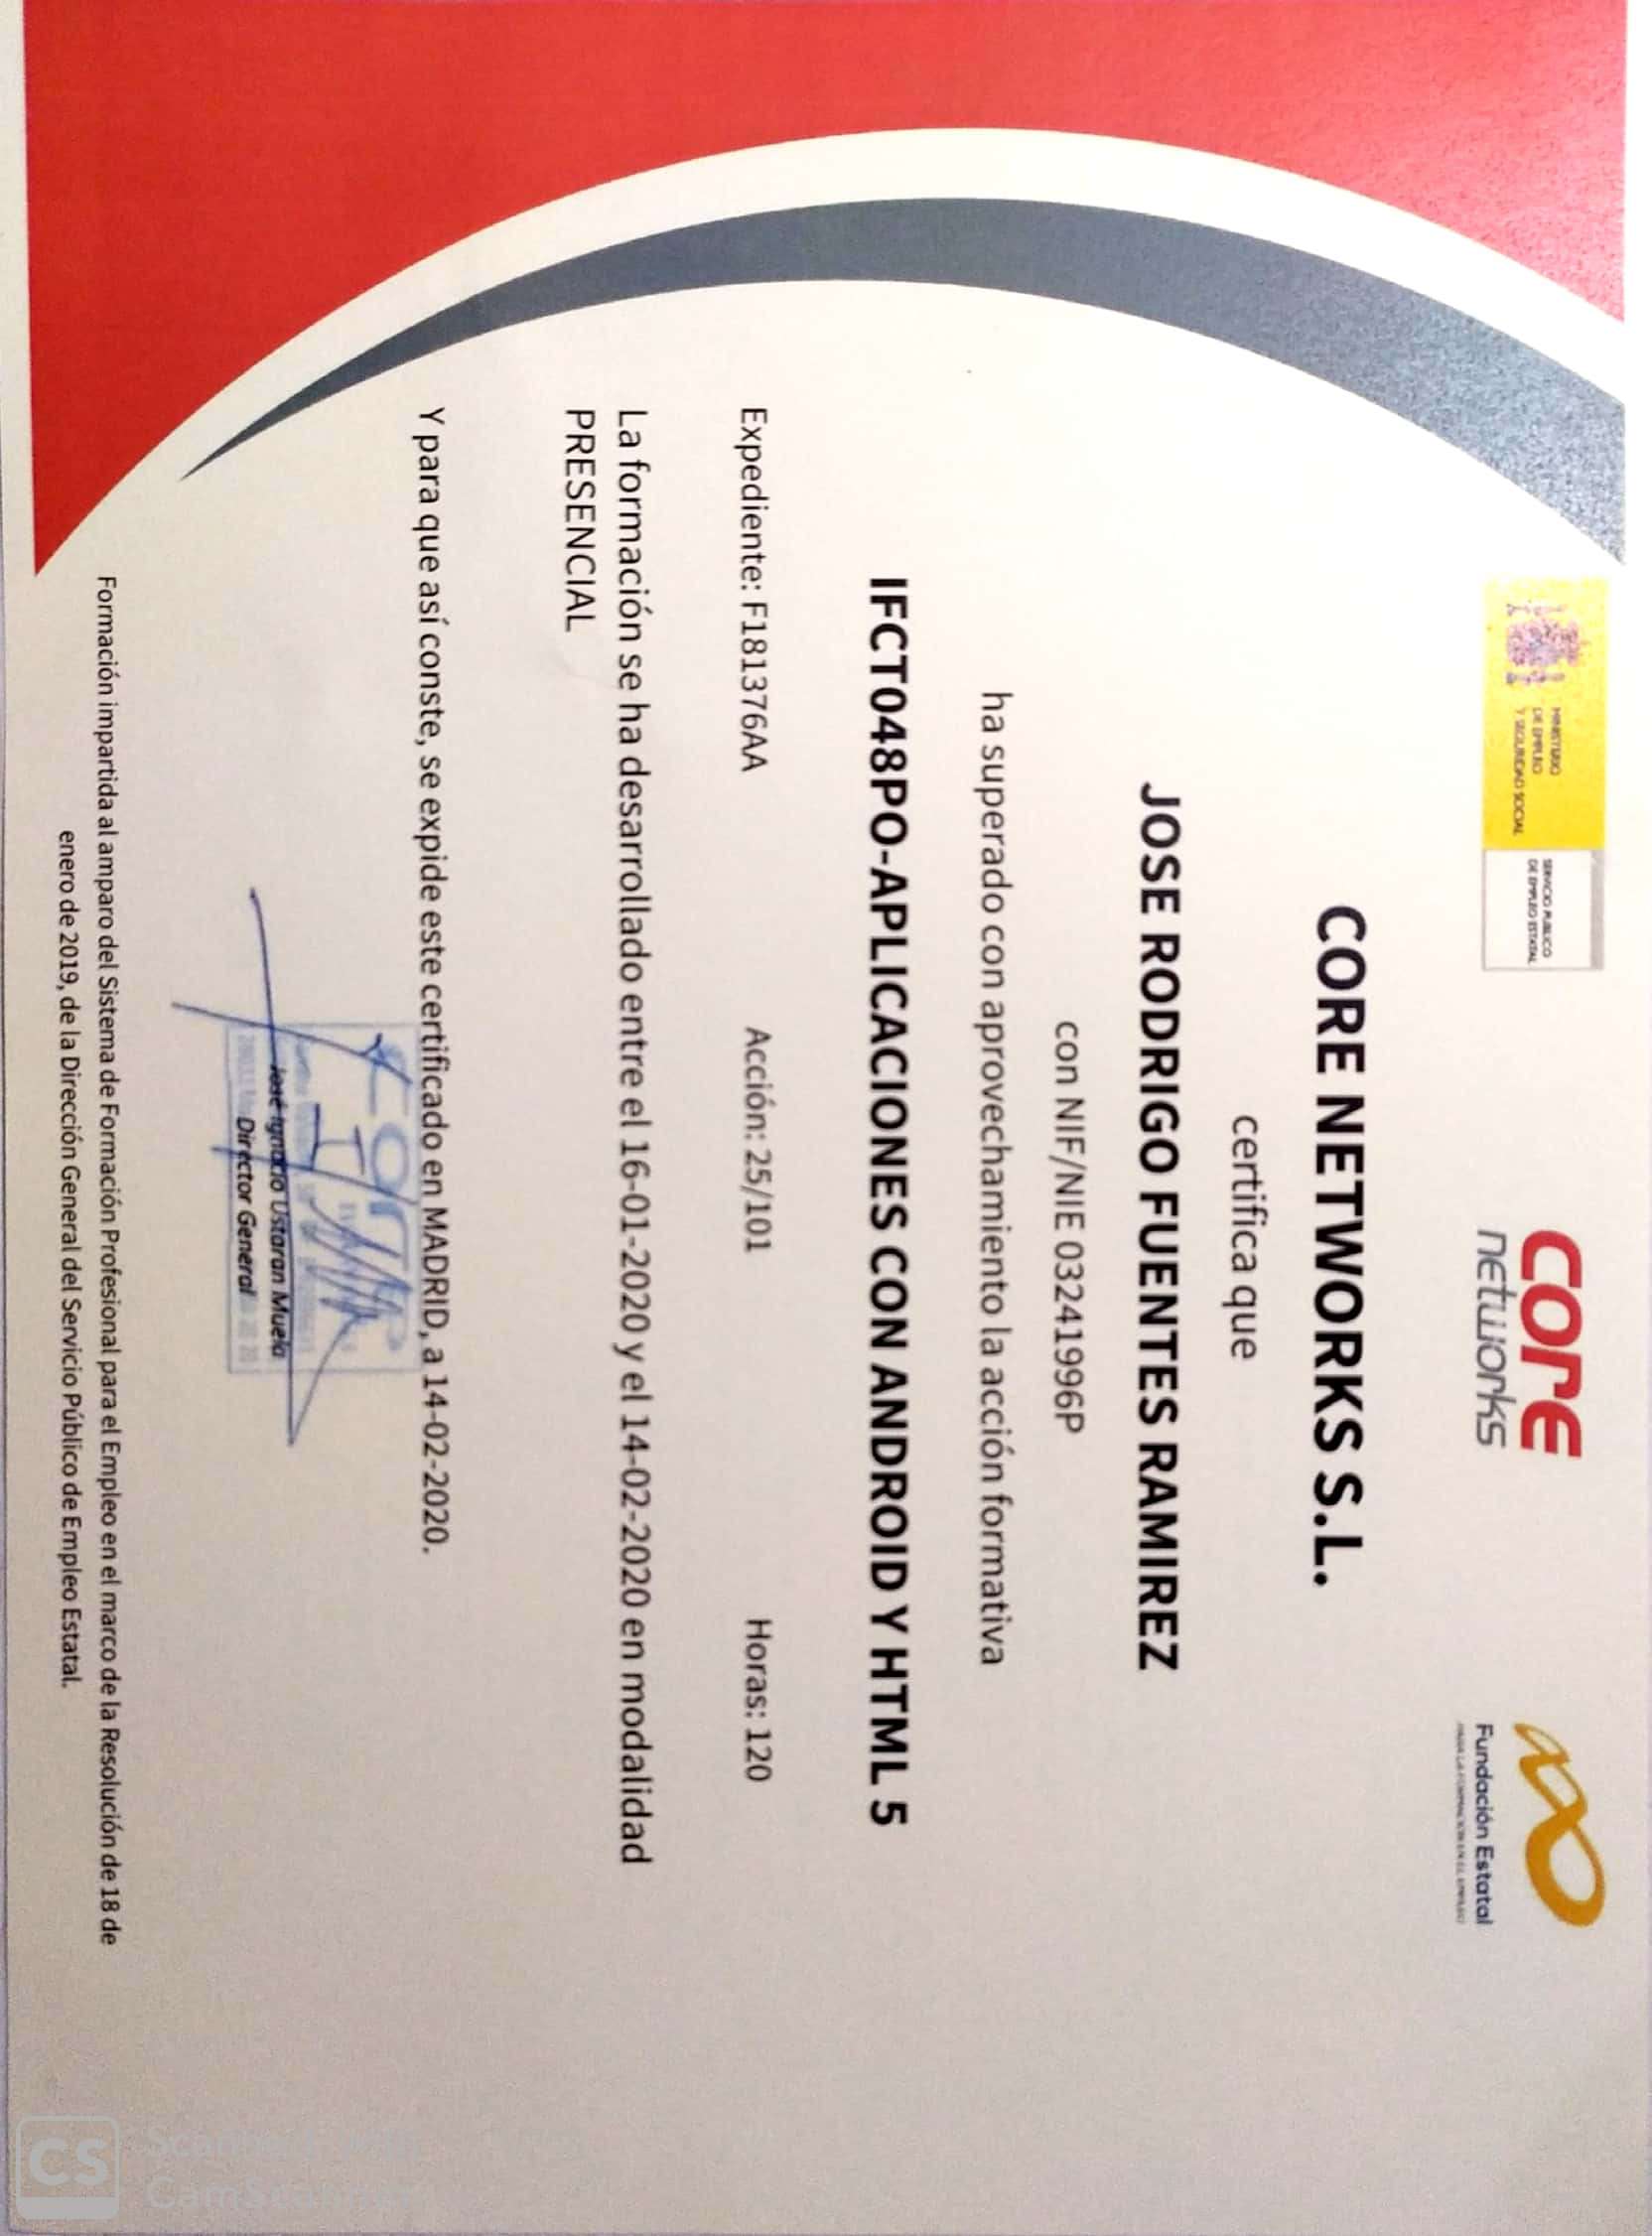 MINISTERIO
DE EMPLEO
Y SEGURIDAD SOCIAL
SERVICIO PUBLICO
DE EMPLEO ESTATAL
core
networks
Fundación Estatal
PARA LA FORMACIÓN EN EL EMPLEO
CORE NETWORKS S.L.
certifica que
JOSE RODRIGO FUENTES RAMIREZ
con NIF/NIE 03241996P
ha superado con aprovechamiento la acción formativa
IFCT048PO-APLICACIONES CON ANDROID Y HTML 5
Expediente: F181376AA
Acción: 25/101
Horas: 120
La formación se ha desarrollado entre el 16-01-2020 y el 14-02-2020 en modalidad
PRESENCIAL
Y para que así conste, se expide este certificado en MADRID, a 14-02-2020.
core
José Ignacio Ustaran Muela
Director General
Formación impartida al amparo del Sistema de Formación Profesional para el Empleo en el marco de la Resolución de 18 de
enero de 2019, de la Dirección General del Servicio Público de Empleo Estatal.
CS